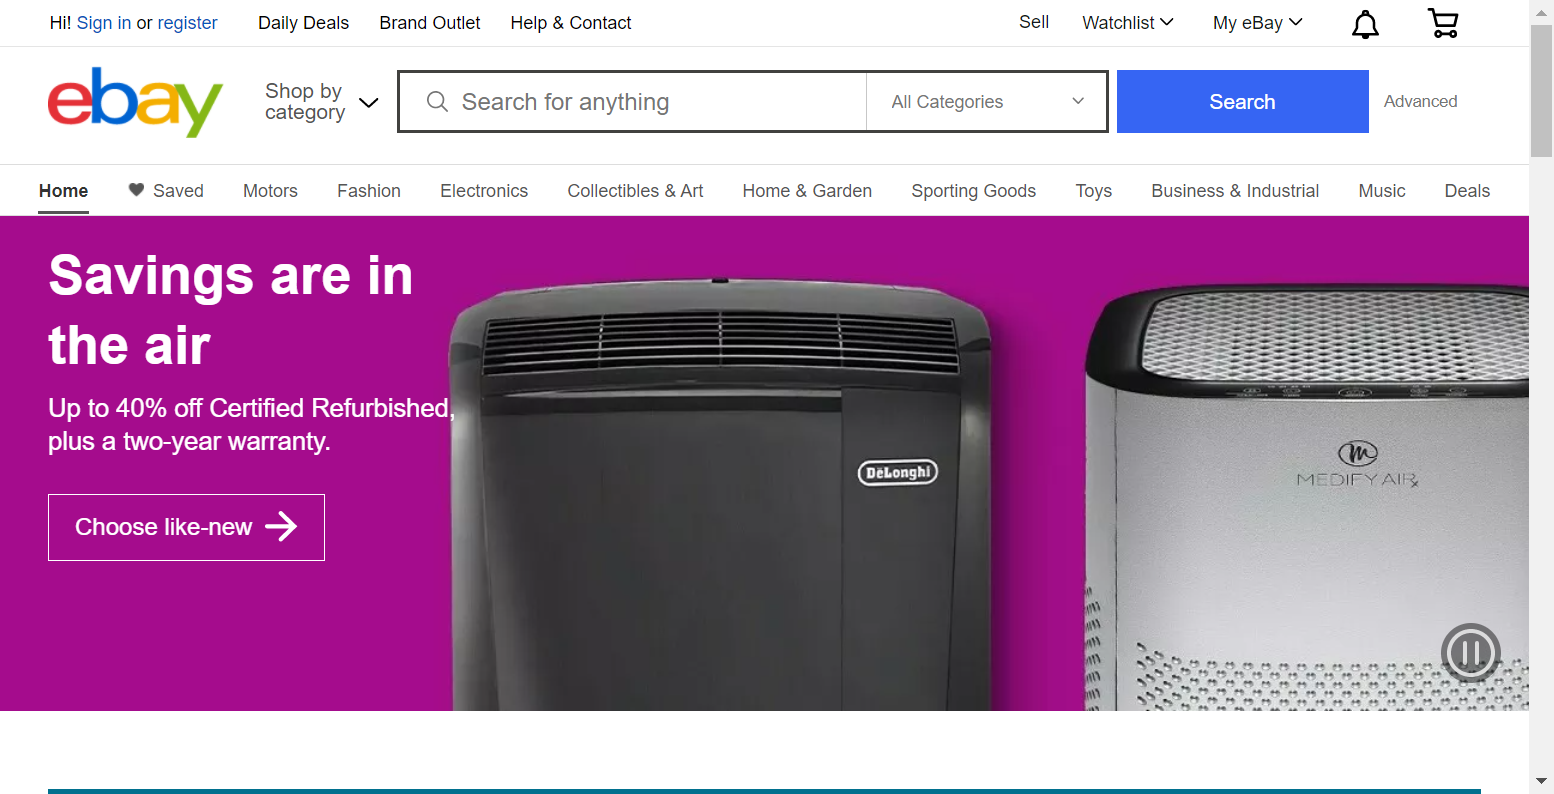 Hi! Sign in or register Daily Deals Brand Outlet Help & Contact Sell Watchlist My eBay
ebay
Shop by
category
Search for anything
All Categories
Search
Advanced
Home Saved Motors Fashion Electronics Collectibles & Art Home & Garden Sporting Goods Toys Business & Industrial Music Deals
Savings are in
the air
Up to 40% off Certified Refurbished,
plus a two-year warranty.
Choose like-new
DeLonghi
MEDIFY AIR